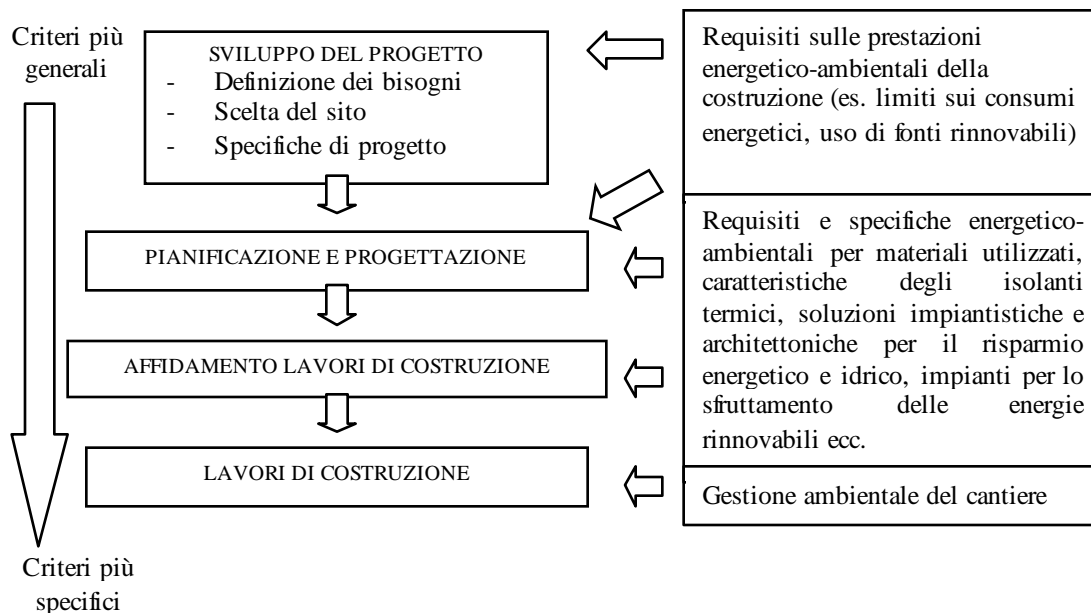 Criteri più
generali
SVILUPPO DEL PROGETTO
- Definizione dei bisogni
- Scelta del sito
- Specifiche di progetto
PIANIFICAZIONE E PROGETTAZIONE
AFFIDAMENTO LAVORI DI COSTRUZIONE
LAVORI DI COSTRUZIONE
Criteri più
specifici
Requisiti sulle prestazioni
energetico-ambientali della
costruzione (es. limiti sui consumi
energetici, uso di fonti rinnovabili)
Requisiti e specifiche energetico-
ambientali per materiali utilizzati,
caratteristiche degli isolanti
termici, soluzioni impiantistiche e
architettoniche per il risparmio
energetico e idrico, impianti per lo
sfruttamento delle energie
rinnovabili ecc.
Gestione ambientale del cantiere